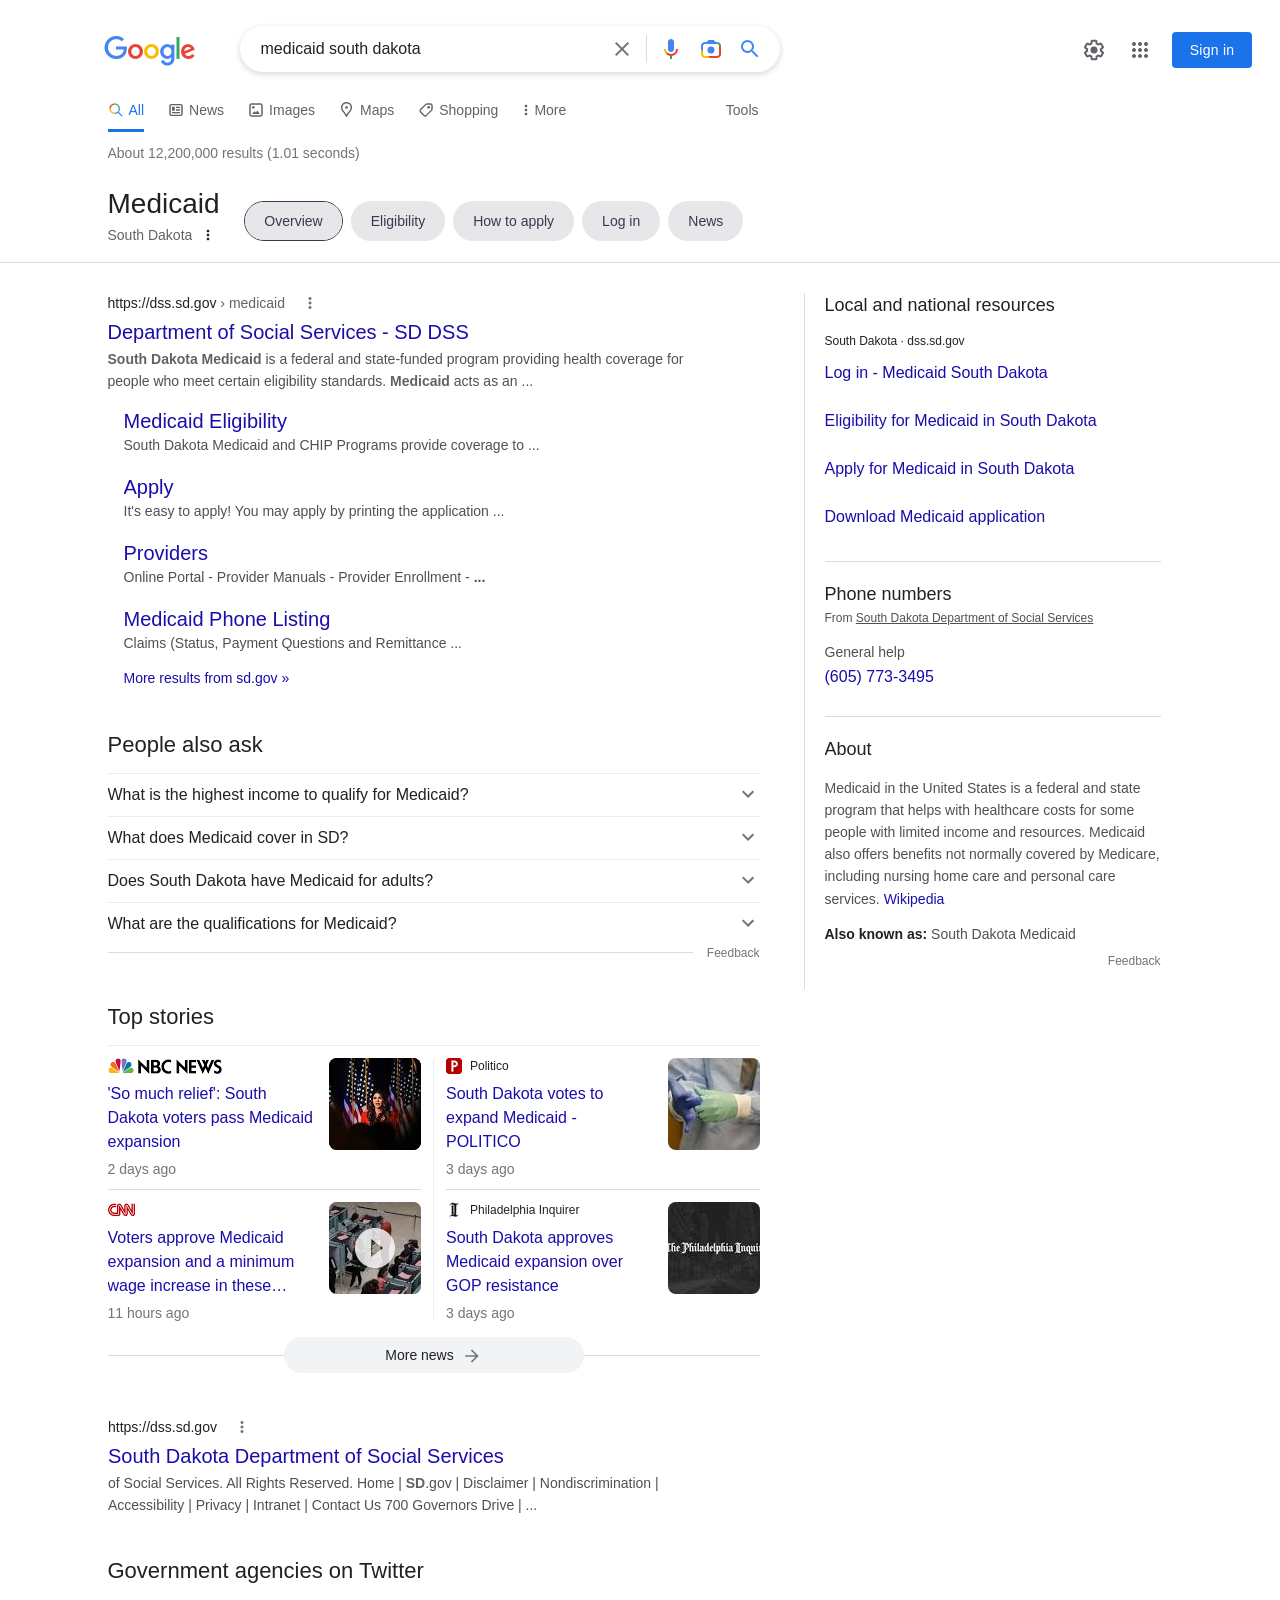 Google
medicaid south dakota
Sign in
All
News
Images
Maps
Shopping
More
Tools
About 12,200,000 results (1.01 seconds)
Medicaid
South Dakota
Overview
Eligibility
How to apply
Log in
News
https://dss.sd.gov › medicaid
Department of Social Services - SD DSS
South Dakota Medicaid is a federal and state-funded program providing health coverage for
people who meet certain eligibility standards. Medicaid acts as an ...
Medicaid Eligibility
South Dakota Medicaid and CHIP Programs provide coverage to ...
Apply
It's easy to apply! You may apply by printing the application ...
Providers
Online Portal - Provider Manuals - Provider Enrollment - ...
Medicaid Phone Listing
Claims (Status, Payment Questions and Remittance ...
More results from sd.gov »
People also ask
What is the highest income to qualify for Medicaid?
What does Medicaid cover in SD?
Does South Dakota have Medicaid for adults?
What are the qualifications for Medicaid?
Feedback
Top stories
NBC NEWS
'So much relief': South
Dakota voters pass Medicaid
expansion
2 days ago
Politico
South Dakota votes to
expand Medicaid -
POLITICO
3 days ago
CNN
Voters approve Medicaid
expansion and a minimum
wage increase in these…
11 hours ago
Philadelphia Inquirer
South Dakota approves
Medicaid expansion over
GOP resistance
3 days ago
The Philadelphia Inqui
More news
https://dss.sd.gov
South Dakota Department of Social Services
of Social Services. All Rights Reserved. Home | SD.gov | Disclaimer | Nondiscrimination |
Accessibility | Privacy | Intranet | Contact Us 700 Governors Drive | ...
Government agencies on Twitter
Local and national resources
South Dakota · dss.sd.gov
Log in - Medicaid South Dakota
Eligibility for Medicaid in South Dakota
Apply for Medicaid in South Dakota
Download Medicaid application
Phone numbers
From South Dakota Department of Social Services
General help
(605) 773-3495
About
Medicaid in the United States is a federal and state
program that helps with healthcare costs for some
people with limited income and resources. Medicaid
also offers benefits not normally covered by Medicare,
including nursing home care and personal care
services. Wikipedia
Also known as: South Dakota Medicaid
Feedback